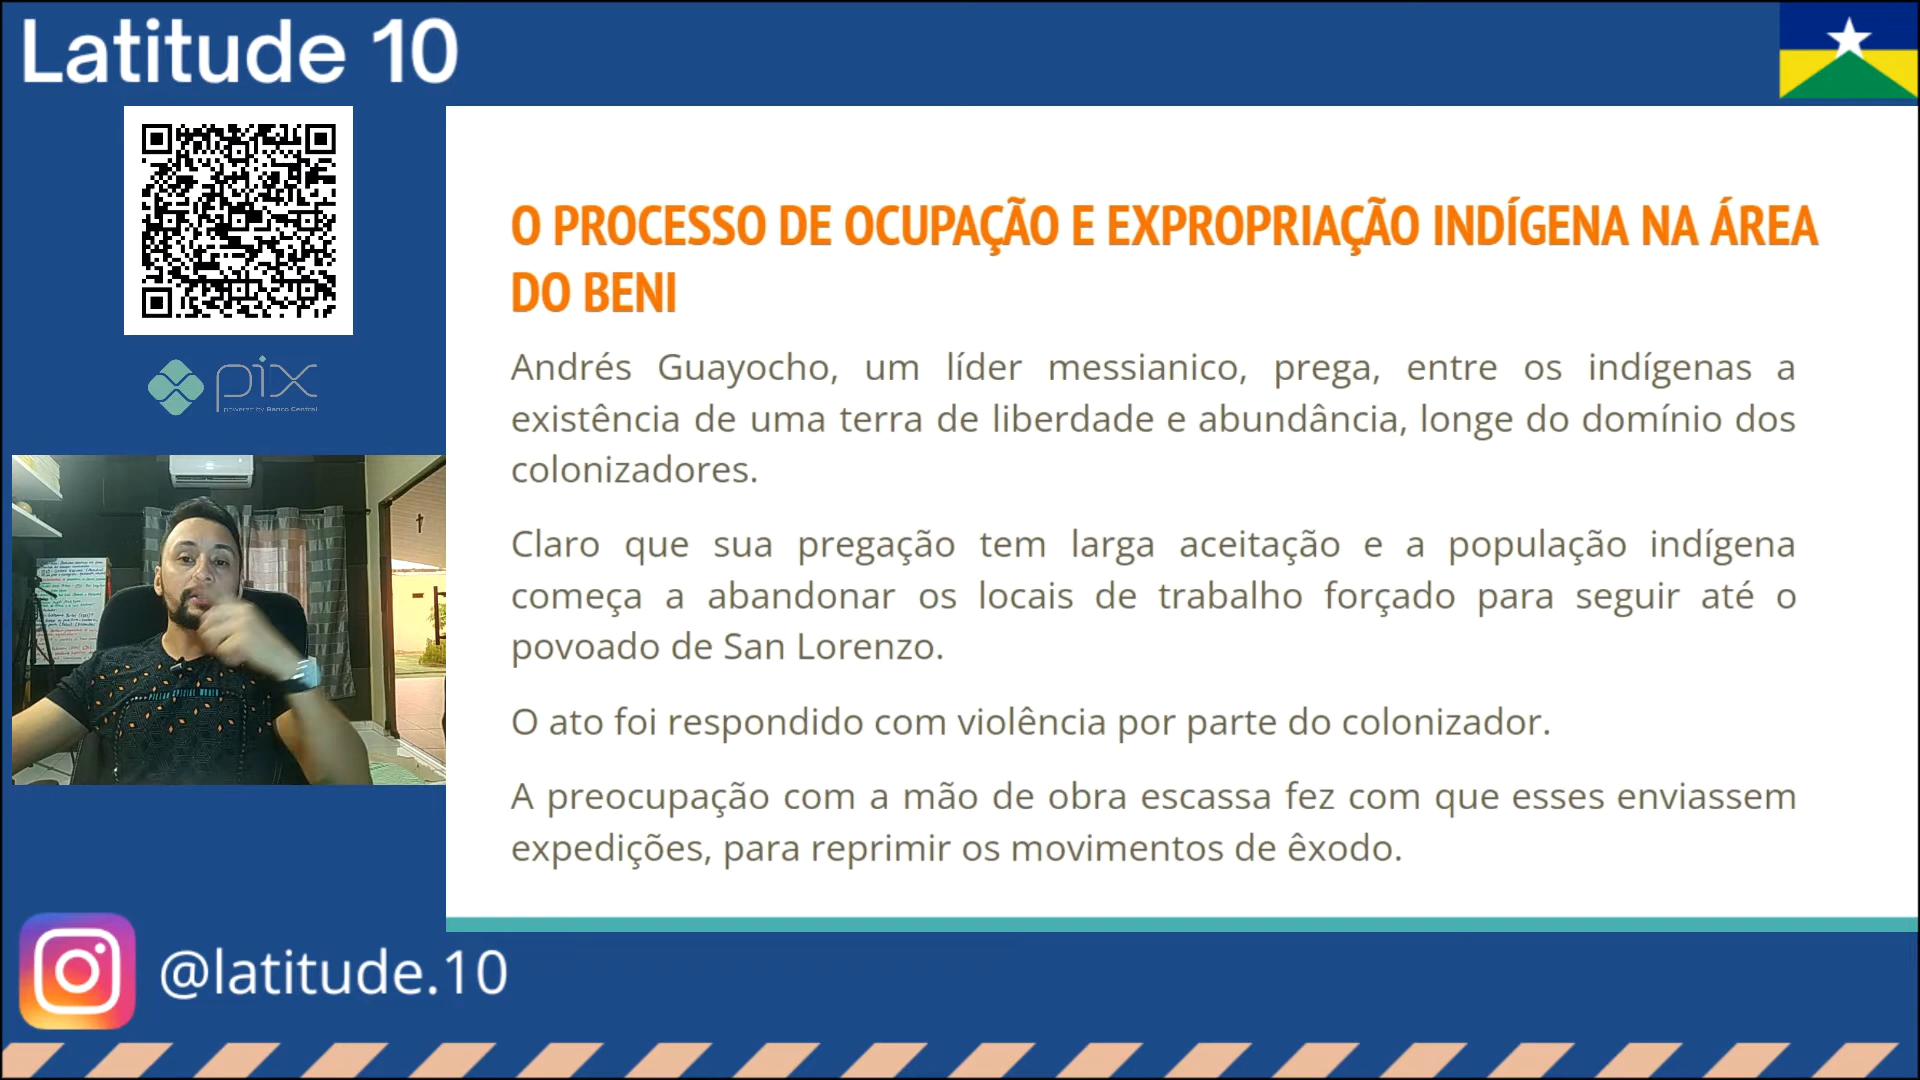 Latitude 10
pix
powered by Banco Central
O PROCESSO DE OCUPAÇÃO E EXPROPRIAÇÃO INDÍGENA NA ÁREA
DO BENI
Andrés Guayocho, um líder messianico, prega, entre os indígenas a
existência de uma terra de liberdade e abundância, longe do domínio dos
colonizadores.
Claro que sua pregação tem larga aceitação e a população indígena
começa a abandonar os locais de trabalho forçado para seguir até o
povoado de San Lorenzo.
O ato foi respondido com violência por parte do colonizador.
A preocupação com a mão de obra escassa fez com que esses enviassem
expedições, para reprimir os movimentos de êxodo.
@latitude.10